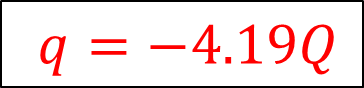 q = −4.19Q